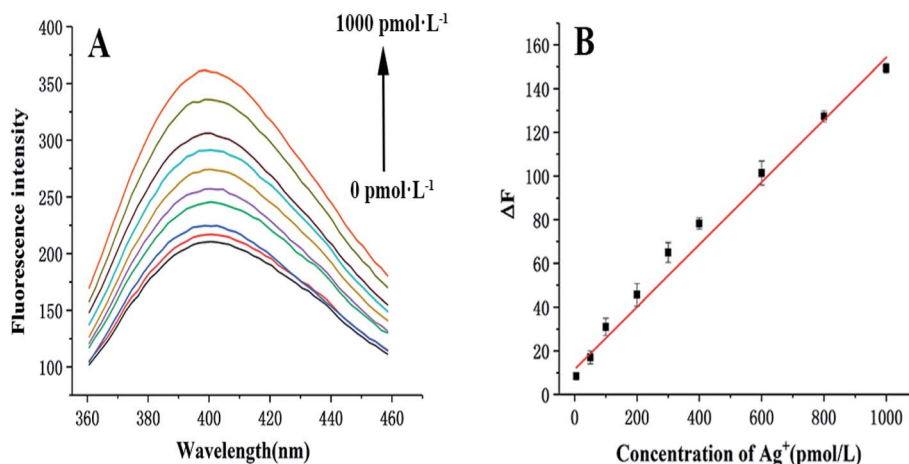 A
1000 pmol·L⁻¹
0 pmol·L⁻¹
400
350
300
250
200
150
100
Fluorescence intensity
360 380 400 420 440 460
Wavelength(nm)
B
160
140
120
100
80
60
40
20
0
ΔF
0 200 400 600 800 1000
Concentration of Ag⁺(pmol/L)